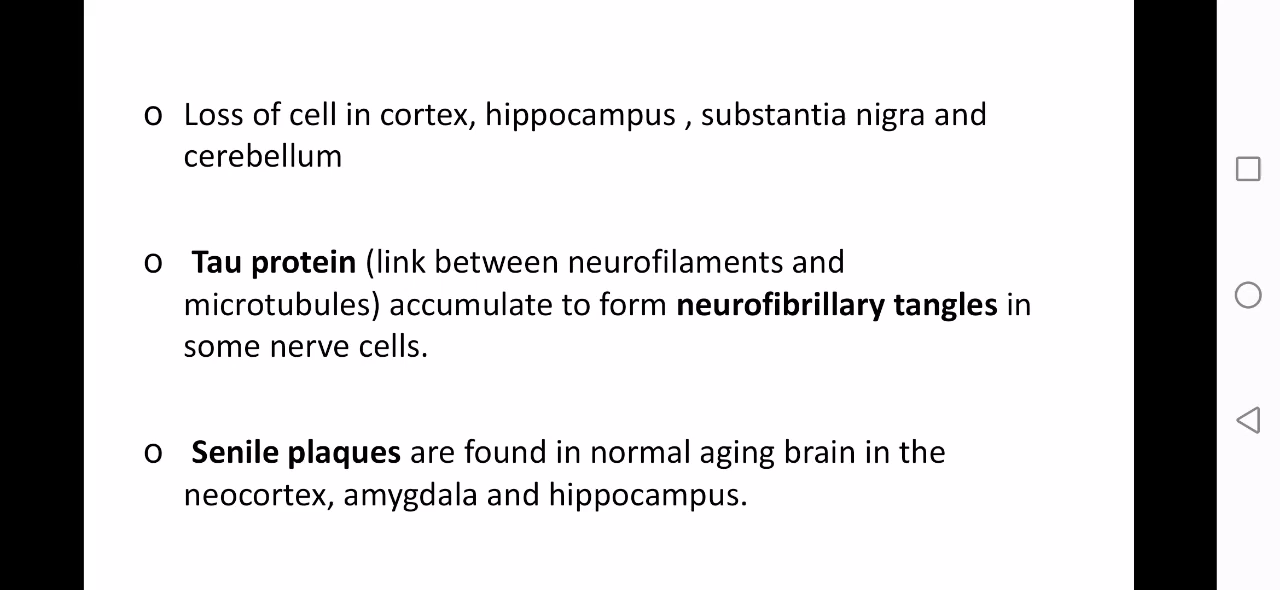 o Loss of cell in cortex, hippocampus , substantia nigra and
cerebellum
o Tau protein (link between neurofilaments and
microtubules) accumulate to form neurofibrillary tangles in
some nerve cells.
o Senile plaques are found in normal aging brain in the
neocortex, amygdala and hippocampus.